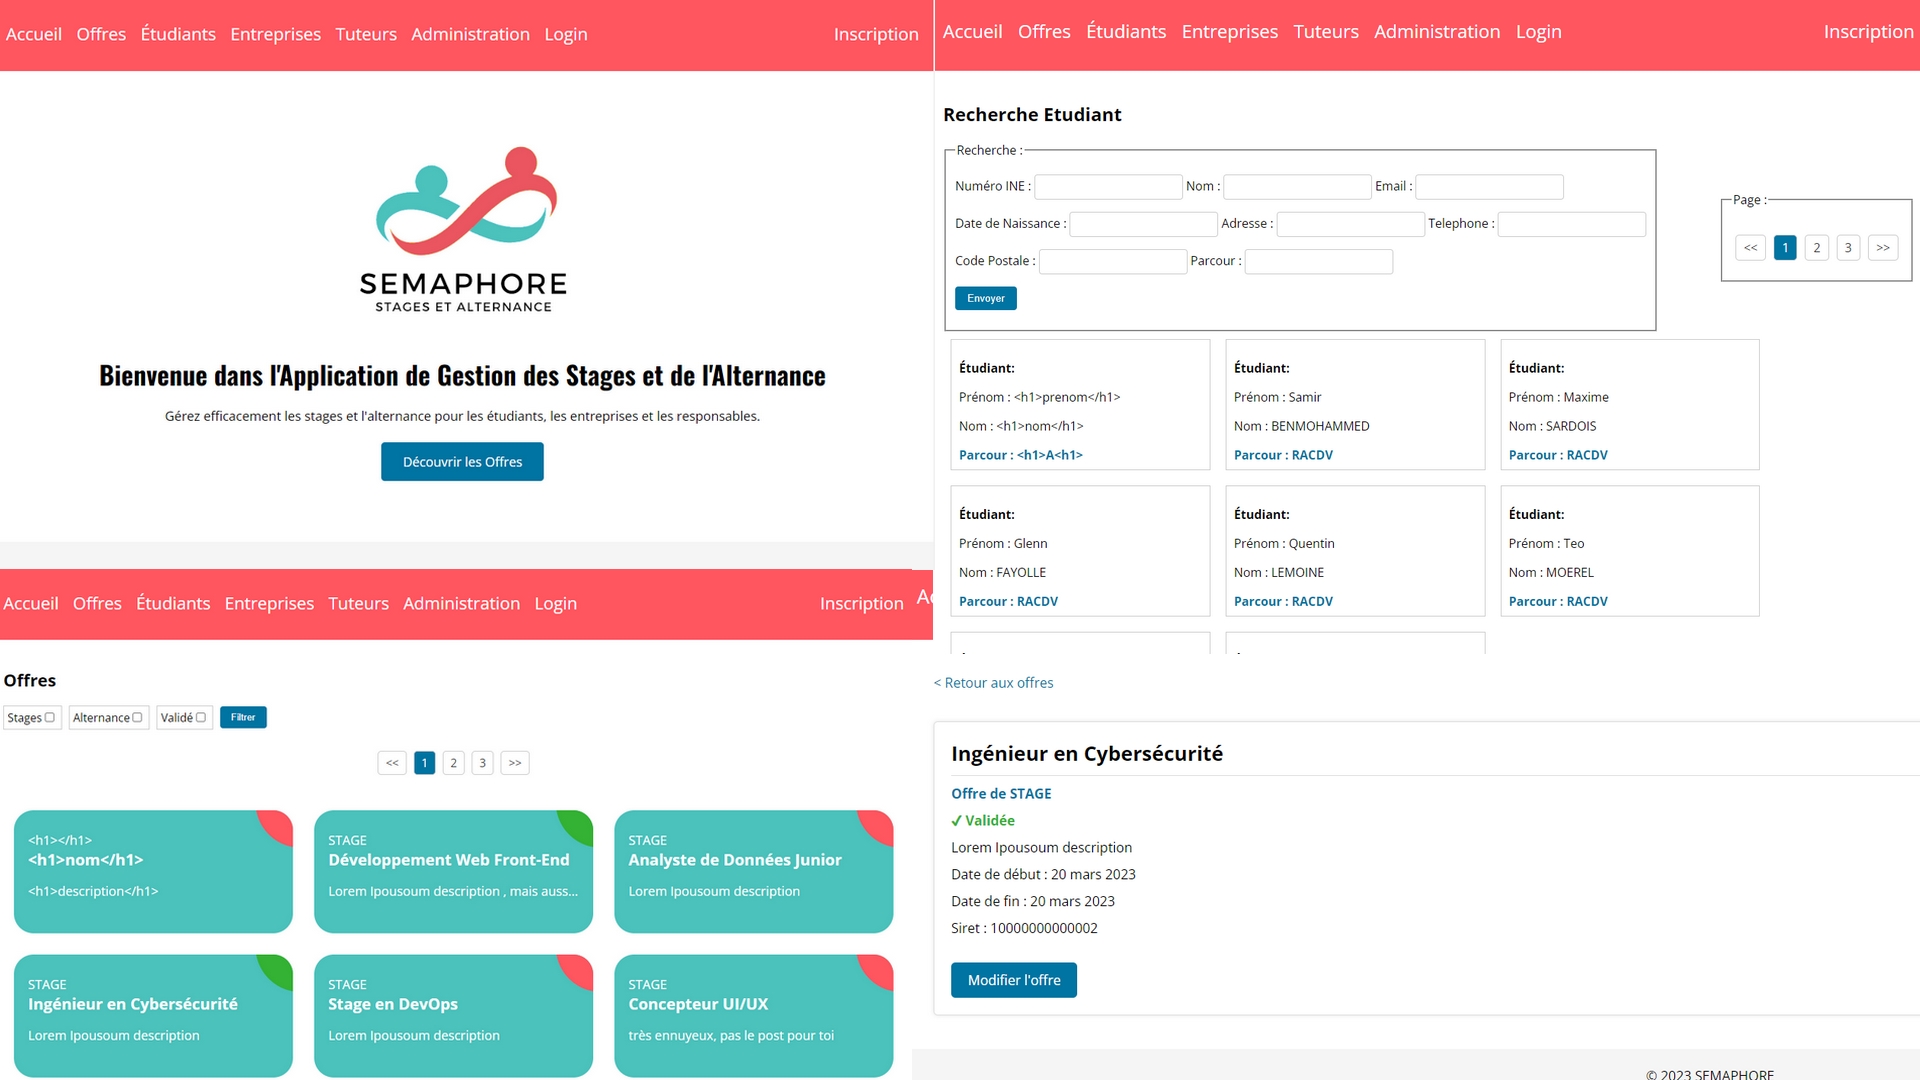 Accueil Offres Étudiants Entreprises Tuteurs Administration Login Inscription
SEMAPHORE
STAGES ET ALTERNANCE
Bienvenue dans l'Application de Gestion des Stages et de l'Alternance
Gérez efficacement les stages et l'alternance pour les étudiants, les entreprises et les responsables.
Découvrir les Offres
Accueil Offres Étudiants Entreprises Tuteurs Administration Login Inscription
Recherche Etudiant
Recherche :
Numéro INE : Nom : Email :
Date de Naissance : Adresse : Telephone :
Code Postale : Parcour :
Envoyer
Page :
<< 1 2 3 >>
Étudiant:
Prénom : <h1>prenom</h1>
Nom : <h1>nom</h1>
Parcour : <h1>A<h1>
Étudiant:
Prénom : Samir
Nom : BENMOHAMMED
Parcour : RACDV
Étudiant:
Prénom : Maxime
Nom : SARDOIS
Parcour : RACDV
Étudiant:
Prénom : Glenn
Nom : FAYOLLE
Parcour : RACDV
Étudiant:
Prénom : Quentin
Nom : LEMOINE
Parcour : RACDV
Étudiant:
Prénom : Teo
Nom : MOEREL
Parcour : RACDV
Accueil Offres Étudiants Entreprises Tuteurs Administration Login Inscription
Offres
Stages Alternance Validé Filtrer
<< 1 2 3 >>
<h1></h1>
<h1>nom</h1>
<h1>description</h1>
STAGE
Développement Web Front-End
Lorem Ipousoum description , mais auss...
STAGE
Analyste de Données Junior
Lorem Ipousoum description
STAGE
Ingénieur en Cybersécurité
Lorem Ipousoum description
STAGE
Stage en DevOps
Lorem Ipousoum description
STAGE
Concepteur UI/UX
très ennuyeux, pas le post pour toi
< Retour aux offres
Ingénieur en Cybersécurité
Offre de STAGE
✓ Validée
Lorem Ipousoum description
Date de début : 20 mars 2023
Date de fin : 20 mars 2023
Siret : 10000000000002
Modifier l'offre
© 2023 SEMAPHORE